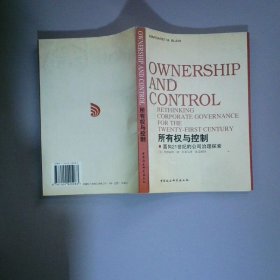 MARGARET M. BLAIR
OWNERSHIP
AND
CONTROL
RETHINKING
CORPORATE GOVERNANCE
FOR THE
TWENTY-FIRST CENTURY
所有权与控制
面向21世纪的公司治理探索
中国社会科学出版社
OWNERSHIP AND CONTROL
所有权与控制